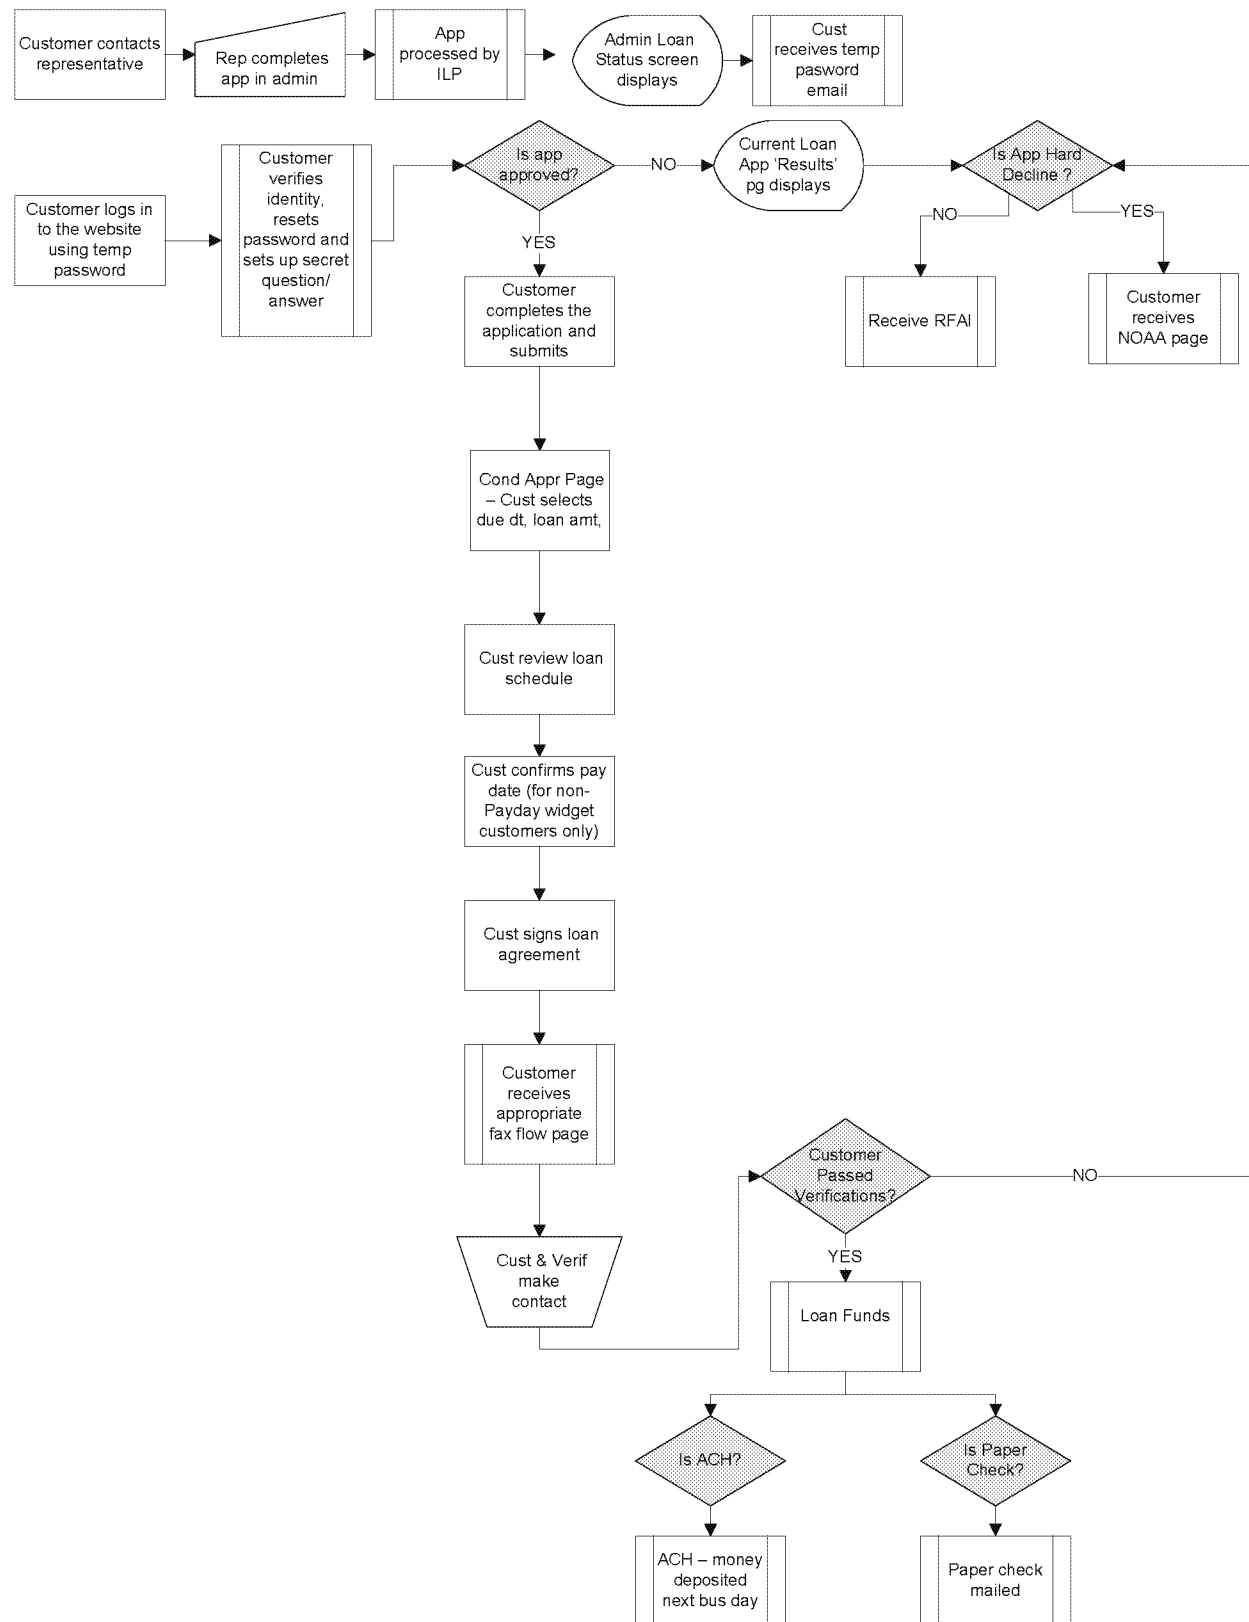 Customer contacts
representative
Rep completes
app in admin
App
processed by
ILP
Admin Loan
Status screen
displays
Cust
receives temp
pasword
email
Customer logs in
to the website
using temp
password
Customer
verifies
identity,
resets
password and
sets up secret
question/
answer
Is app
approved?
NO
Current Loan
App 'Results'
pg displays
Is App Hard
Decline ?
NO
YES
Receive RFAI
Customer
receives
NOAA page
YES
Customer
completes the
application and
submits
Cond Appr Page
– Cust selects
due dt, loan amt,
Cust review loan
schedule
Cust confirms pay
date (for non-
Payday widget
customers only)
Cust signs loan
agreement
Customer
receives
appropriate
fax flow page
Cust & Verif
make
contact
Customer
Passed
Verifications?
NO
YES
Loan Funds
Is ACH?
Is Paper
Check?
ACH – money
deposited
next bus day
Paper check
mailed